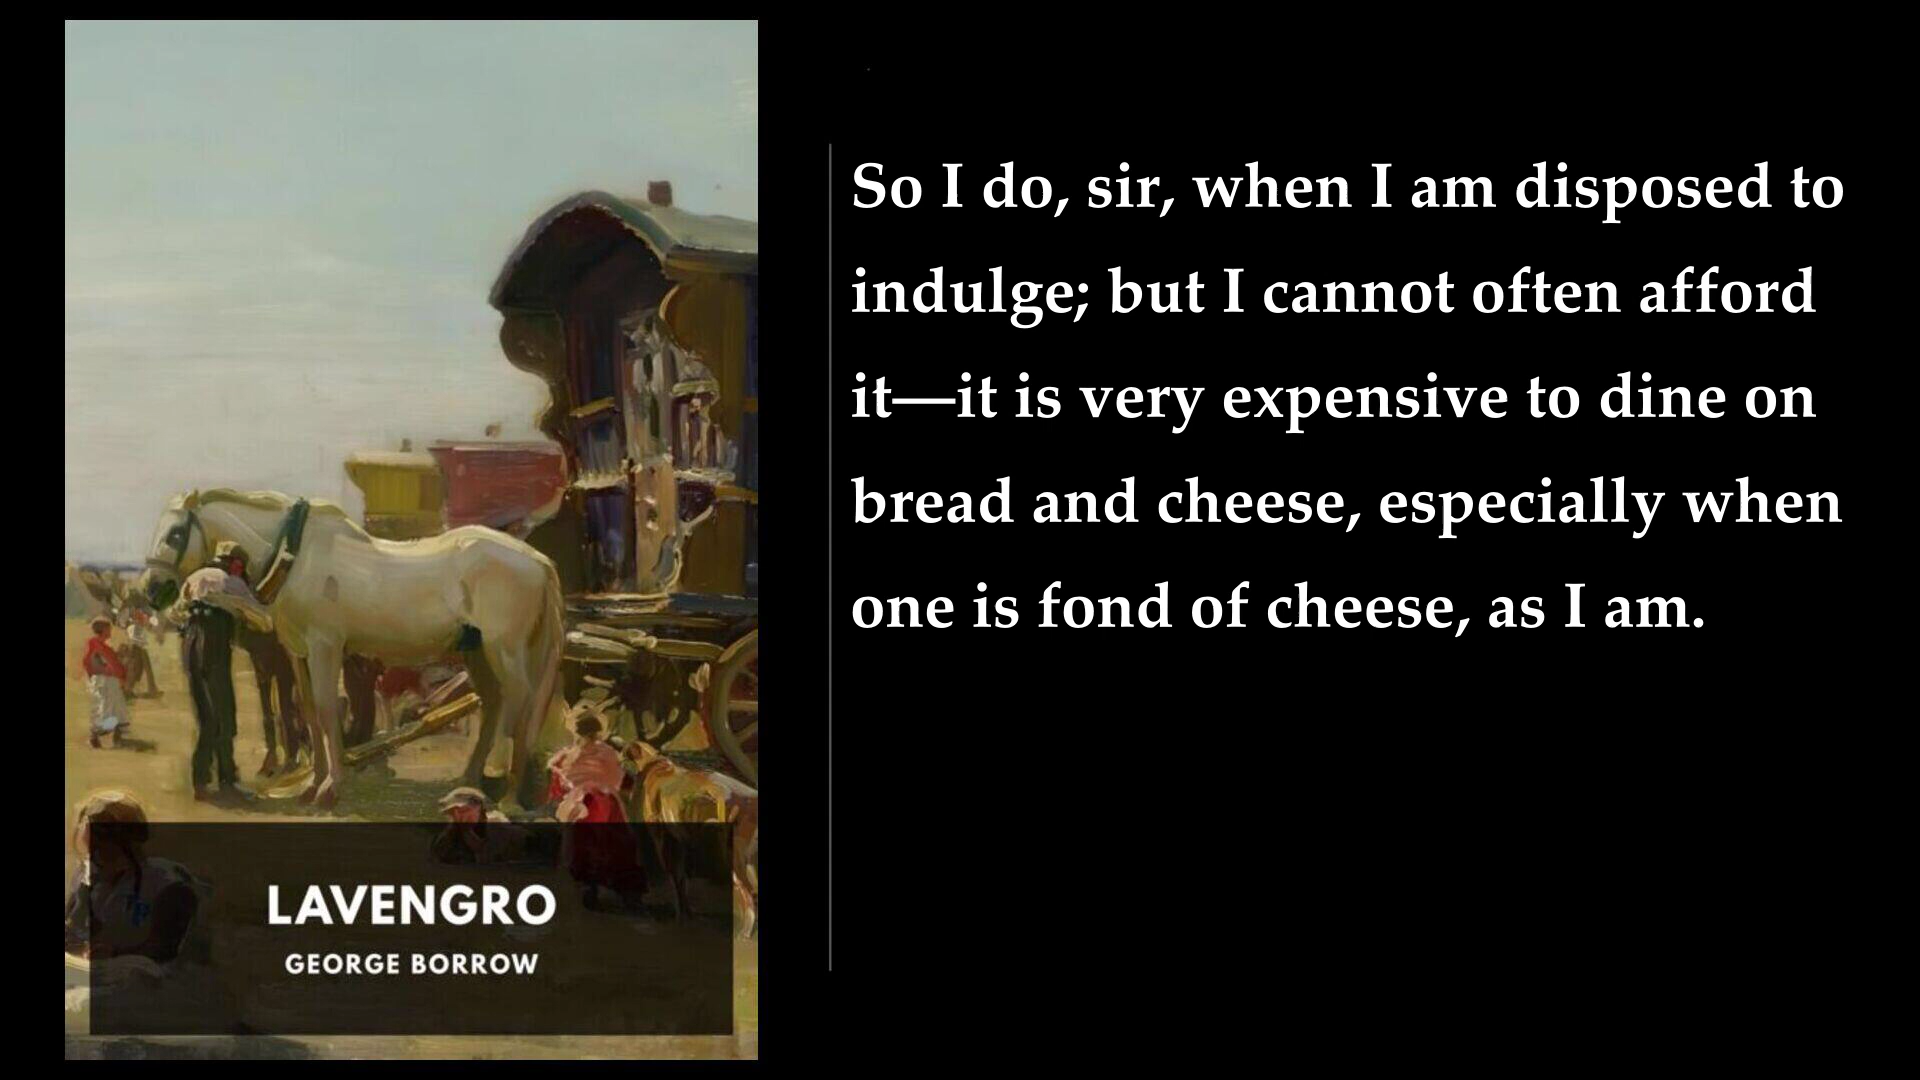 So I do, sir, when I am disposed to
indulge; but I cannot often afford
it—it is very expensive to dine on
bread and cheese, especially when
one is fond of cheese, as I am.
LAVENGRO
GEORGE BORROW